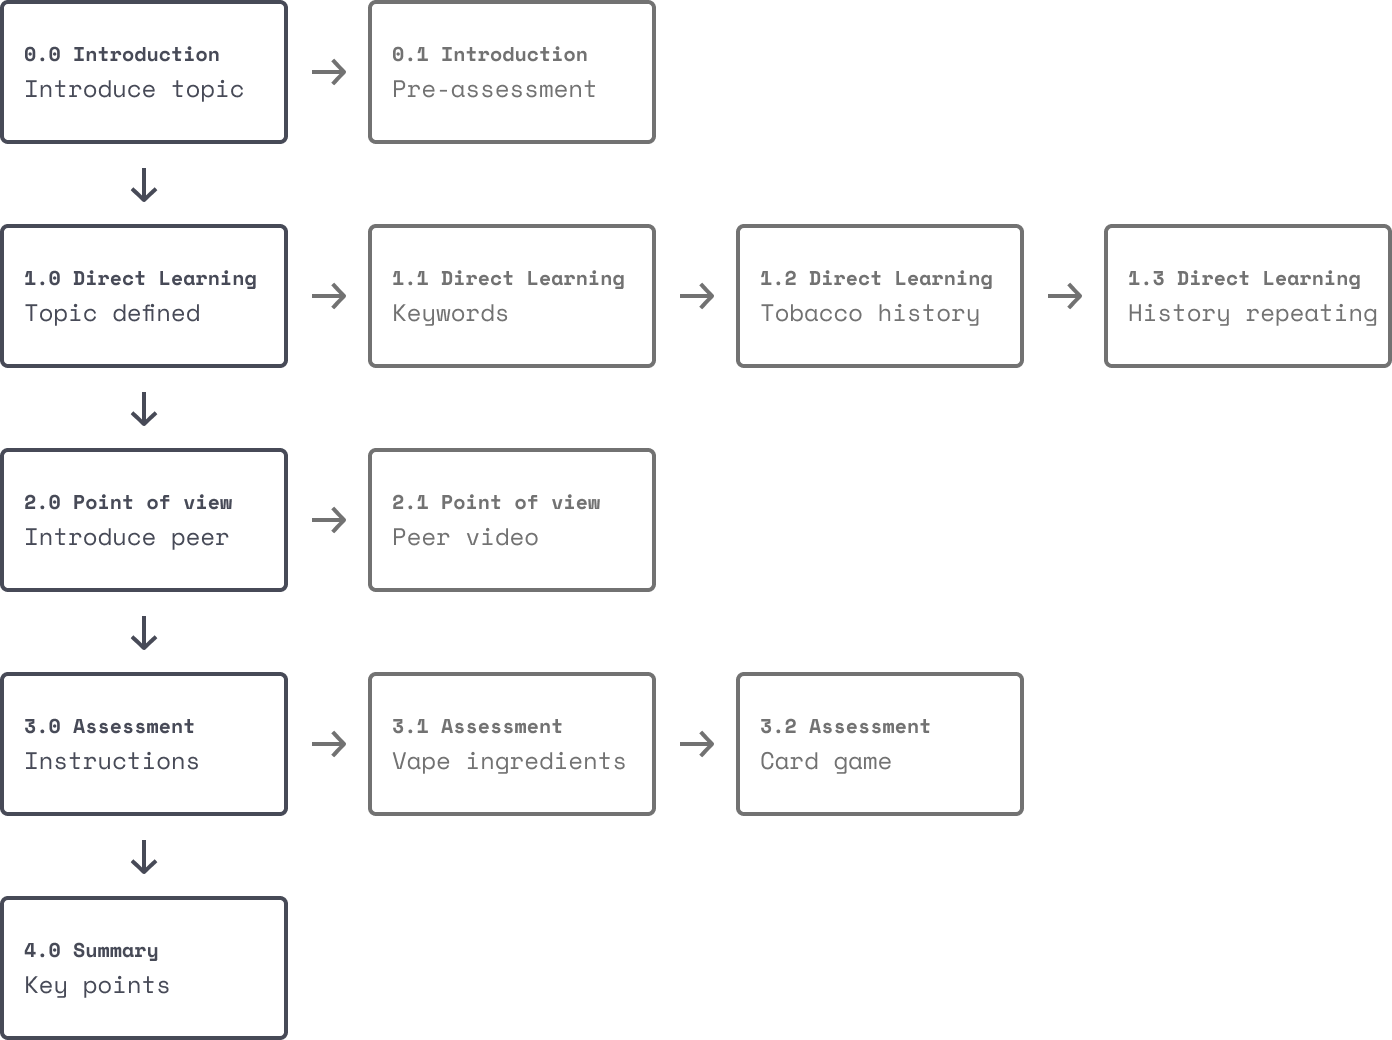 0.0 Introduction
Introduce topic
0.1 Introduction
Pre-assessment
1.0 Direct Learning
Topic defined
1.1 Direct Learning
Keywords
1.2 Direct Learning
Tobacco history
1.3 Direct Learning
History repeating
2.0 Point of view
Introduce peer
2.1 Point of view
Peer video
3.0 Assessment
Instructions
3.1 Assessment
Vape ingredients
3.2 Assessment
Card game
4.0 Summary
Key points